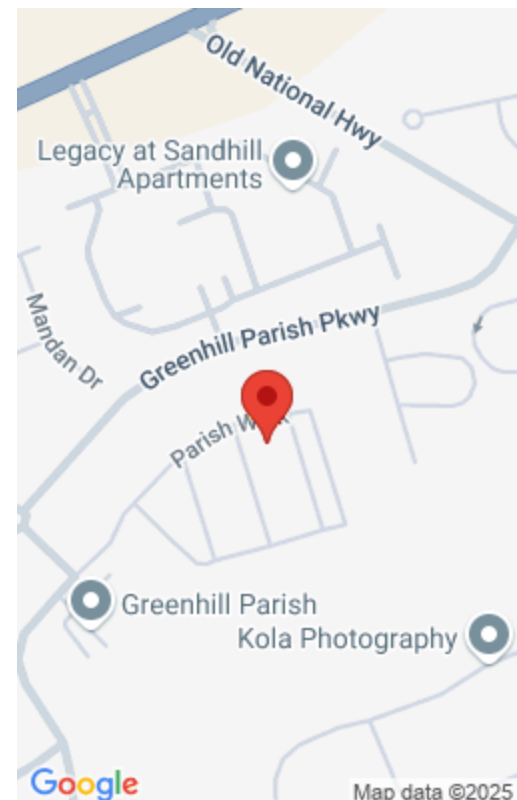 Old National Hwy
Legacy at Sandhill
Apartments
Mandan Dr
Greenhill Parish Pkwy
Parish
Greenhill Parish
Kola Photography
Google
Map data ©2025